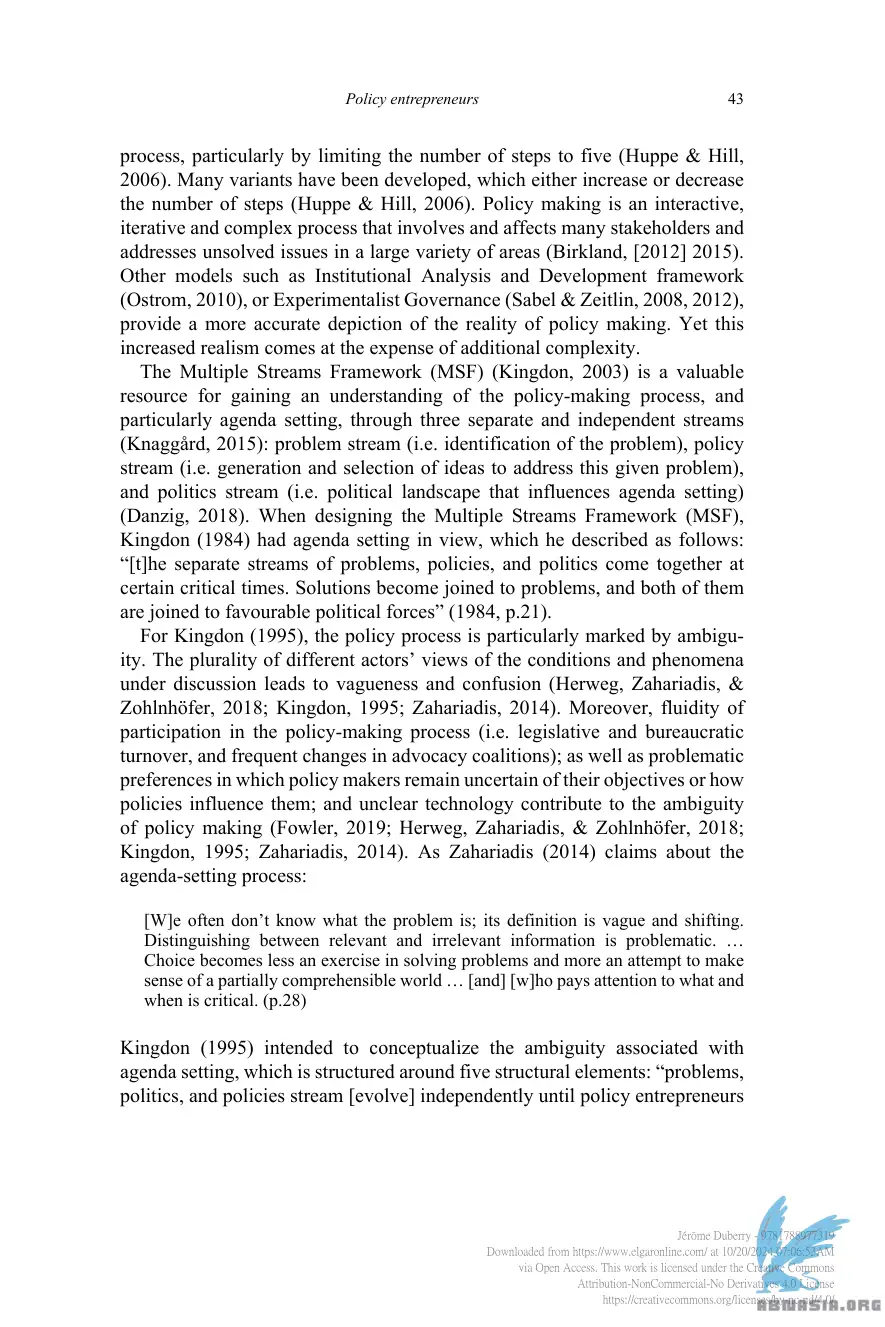 Policy entrepreneurs 43
process, particularly by limiting the number of steps to five (Huppe & Hill,
2006). Many variants have been developed, which either increase or decrease
the number of steps (Huppe & Hill, 2006). Policy making is an interactive,
iterative and complex process that involves and affects many stakeholders and
addresses unsolved issues in a large variety of areas (Birkland, [2012] 2015).
Other models such as Institutional Analysis and Development framework
(Ostrom, 2010), or Experimentalist Governance (Sabel & Zeitlin, 2008, 2012),
provide a more accurate depiction of the reality of policy making. Yet this
increased realism comes at the expense of additional complexity.
The Multiple Streams Framework (MSF) (Kingdon, 2003) is a valuable
resource for gaining an understanding of the policy-making process, and
particularly agenda setting, through three separate and independent streams
(Knaggård, 2015): problem stream (i.e. identification of the problem), policy
stream (i.e. generation and selection of ideas to address this given problem),
and politics stream (i.e. political landscape that influences agenda setting)
(Danzig, 2018). When designing the Multiple Streams Framework (MSF),
Kingdon (1984) had agenda setting in view, which he described as follows:
“[t]he separate streams of problems, policies, and politics come together at
certain critical times. Solutions become joined to problems, and both of them
are joined to favourable political forces” (1984, p.21).
For Kingdon (1995), the policy process is particularly marked by ambigu-
ity. The plurality of different actors’ views of the conditions and phenomena
under discussion leads to vagueness and confusion (Herweg, Zahariadis, &
Zohlnhöfer, 2018; Kingdon, 1995; Zahariadis, 2014). Moreover, fluidity of
participation in the policy-making process (i.e. legislative and bureaucratic
turnover, and frequent changes in advocacy coalitions); as well as problematic
preferences in which policy makers remain uncertain of their objectives or how
policies influence them; and unclear technology contribute to the ambiguity
of policy making (Fowler, 2019; Herweg, Zahariadis, & Zohlnhöfer, 2018;
Kingdon, 1995; Zahariadis, 2014). As Zahariadis (2014) claims about the
agenda-setting process:
[W]e often don’t know what the problem is; its definition is vague and shifting.
Distinguishing between relevant and irrelevant information is problematic. …
Choice becomes less an exercise in solving problems and more an attempt to make
sense of a partially comprehensible world … [and] [w]ho pays attention to what and
when is critical. (p.28)
Kingdon (1995) intended to conceptualize the ambiguity associated with
agenda setting, which is structured around five structural elements: “problems,
politics, and policies stream [evolve] independently until policy entrepreneurs
Jérôme Duberry - 9781788977319
Downloaded from https://www.elgaronline.com/ at 10/20/2024 07:06:52AM
via Open Access. This work is licensed under the Creative Commons
Attribution-NonCommercial-No Derivatives 4.0 License
https://creativecommons.org/licenses/by-nc-nd/4.0/
ABNASIA.ORG